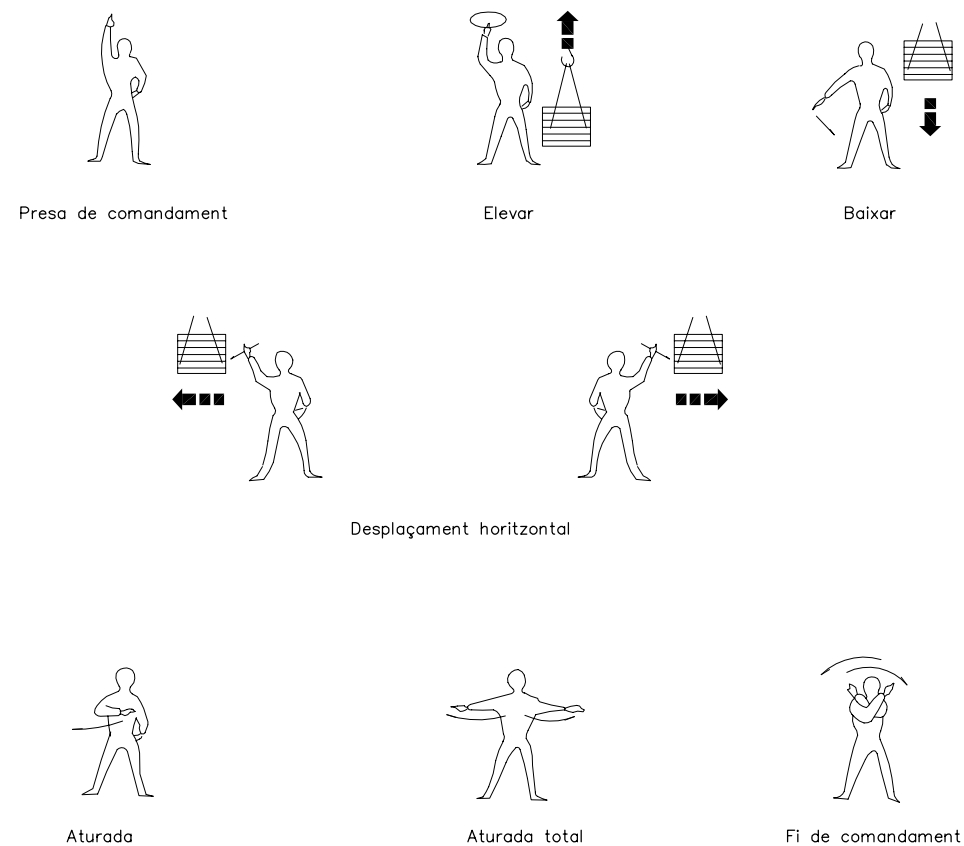 Presa de comandament
Elevar
Baixar
Desplaçament horitzontal
Aturada
Aturada total
Fi de comandament